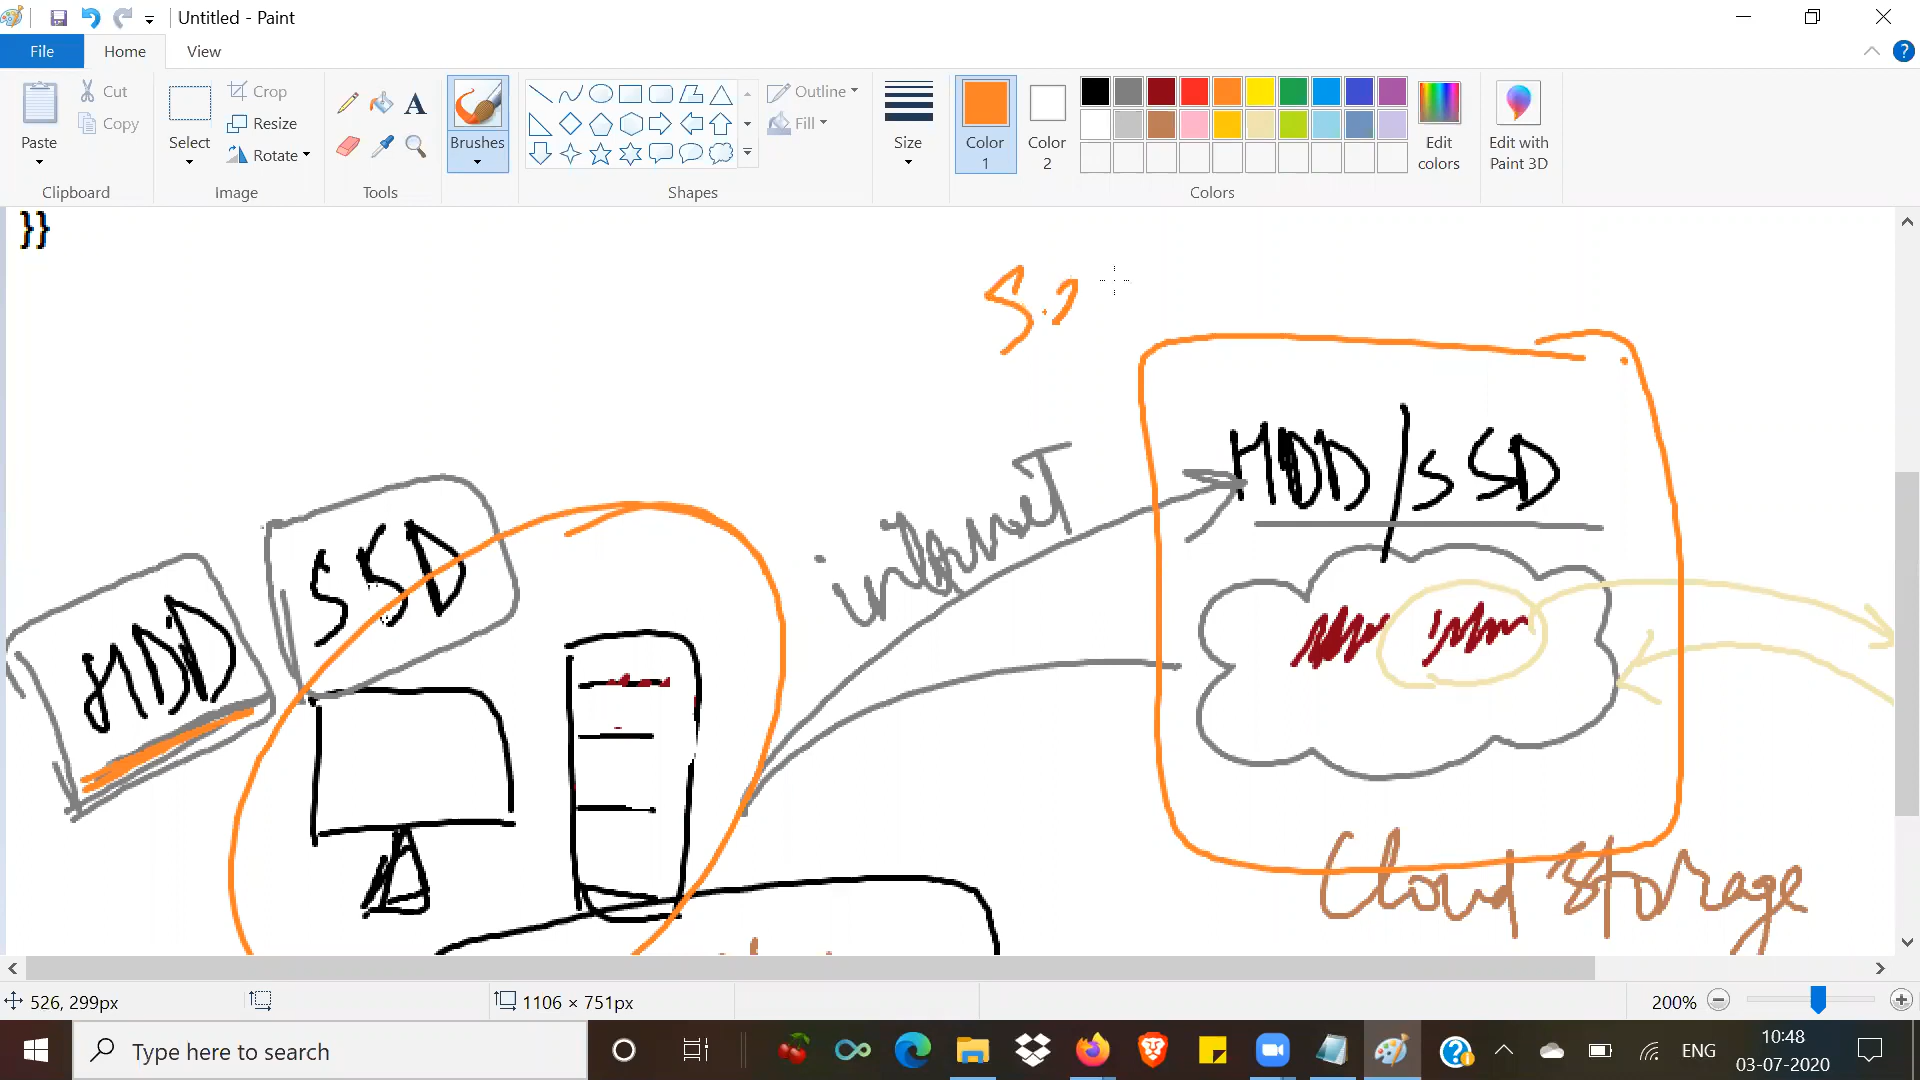 Untitled - Paint
File Home View
Paste
Cut
Copy
Clipboard
Select
Crop
Resize
Rotate
Image
A
Tools
Brushes
Outline
Fill
Shapes
Size
Color 1
Color 2
Edit colors
Colors
Edit with Paint 3D
}}
HDD/SSD
internet
SSD
HDD
Cloud Storage
526, 299px
1106 × 751px
200%
Type here to search
ENG
10:48
03-07-2020